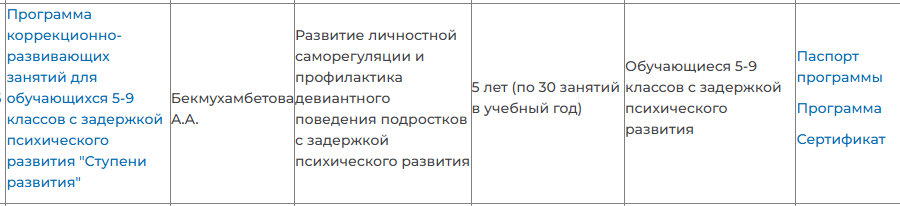 Программа
коррекционно-
развивающих
занятий для
обучающихся 5-9
классов с задержкой
психического
развития "Ступени
развития"
Бекмухамбетова
А.А.
Развитие личностной
саморегуляции и
профилактика
девиантного
поведения подростков
с задержкой
психического развития
5 лет (по 30 занятий
в учебный год)
Обучающиеся 5-9
классов с задержкой
психического
развития
Паспорт
программы
Программа
Сертификат